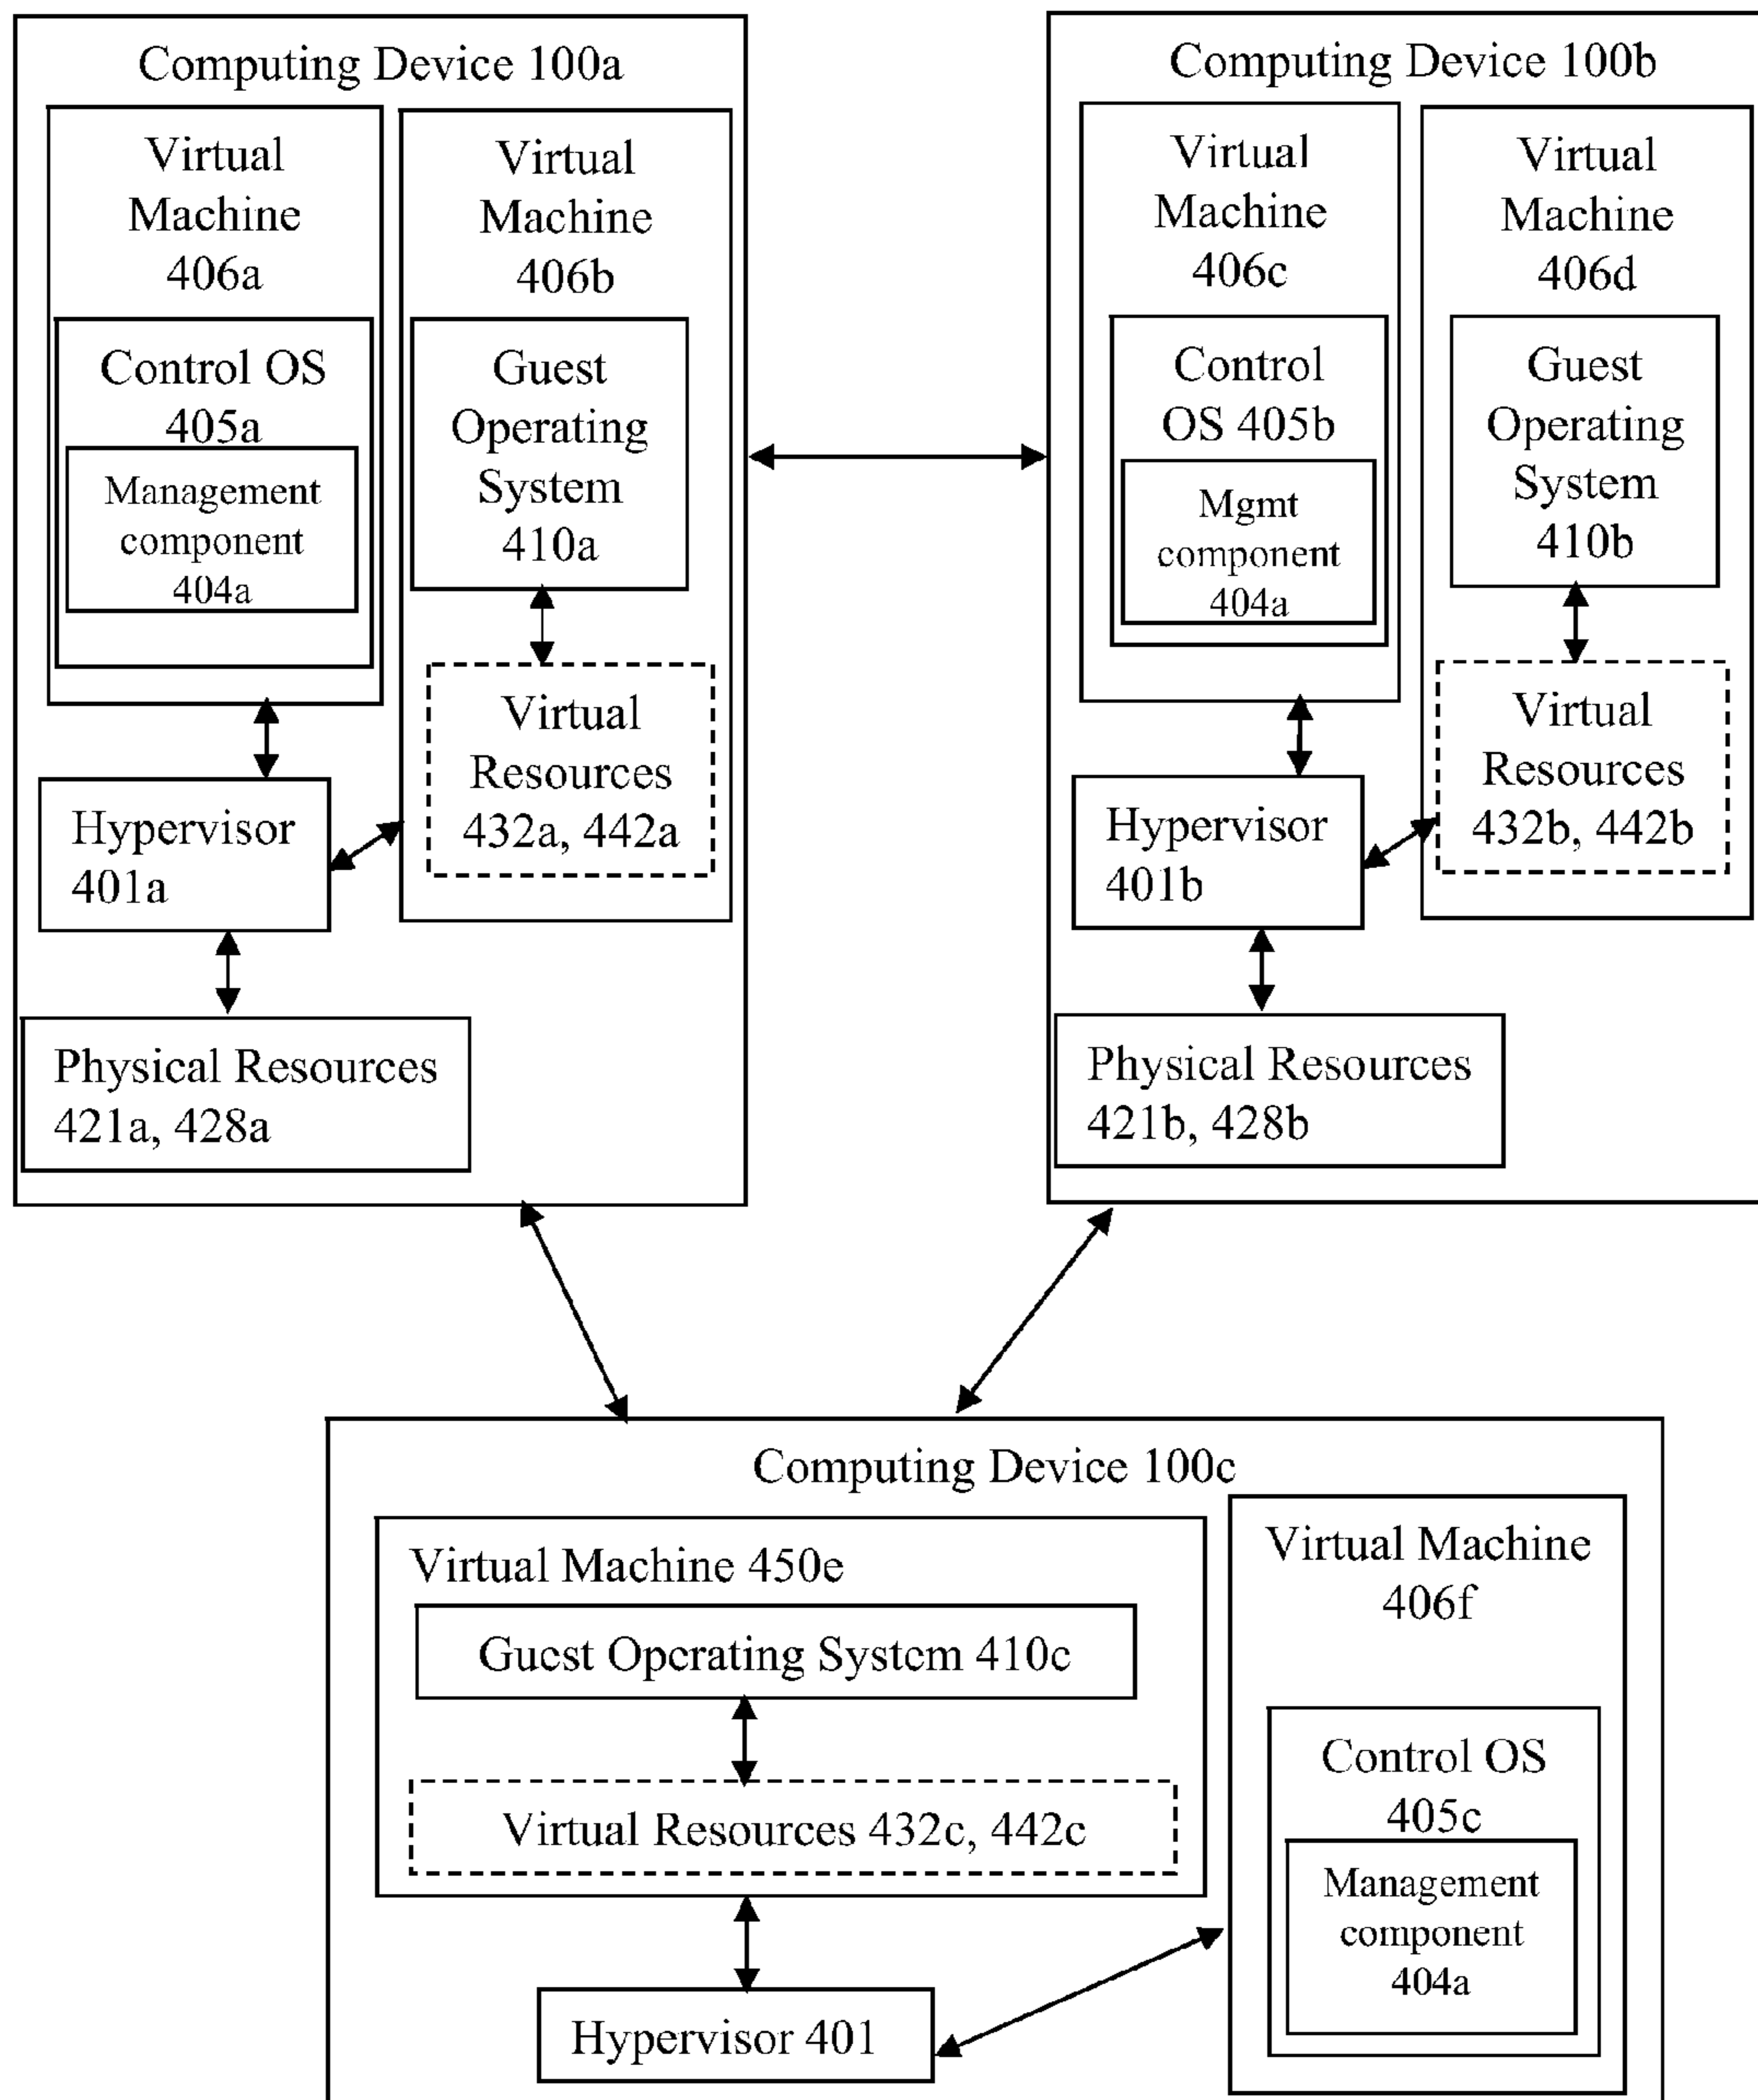 Computing Device 100a
Virtual
Machine
406a
Control OS
405a
Management
component
404a
Virtual
Machine
406b
Guest
Operating
System
410a
Virtual
Resources
432a, 442a
Hypervisor
401a
Physical Resources
421a, 428a
Computing Device 100b
Virtual
Machine
406c
Control
OS 405b
Mgmt
component
404a
Virtual
Machine
406d
Guest
Operating
System
410b
Virtual
Resources
432b, 442b
Hypervisor
401b
Physical Resources
421b, 428b
Computing Device 100c
Virtual Machine 450e
Guest Operating System 410c
Virtual Resources 432c, 442c
Hypervisor 401
Virtual Machine
406f
Control OS
405c
Management
component
404a